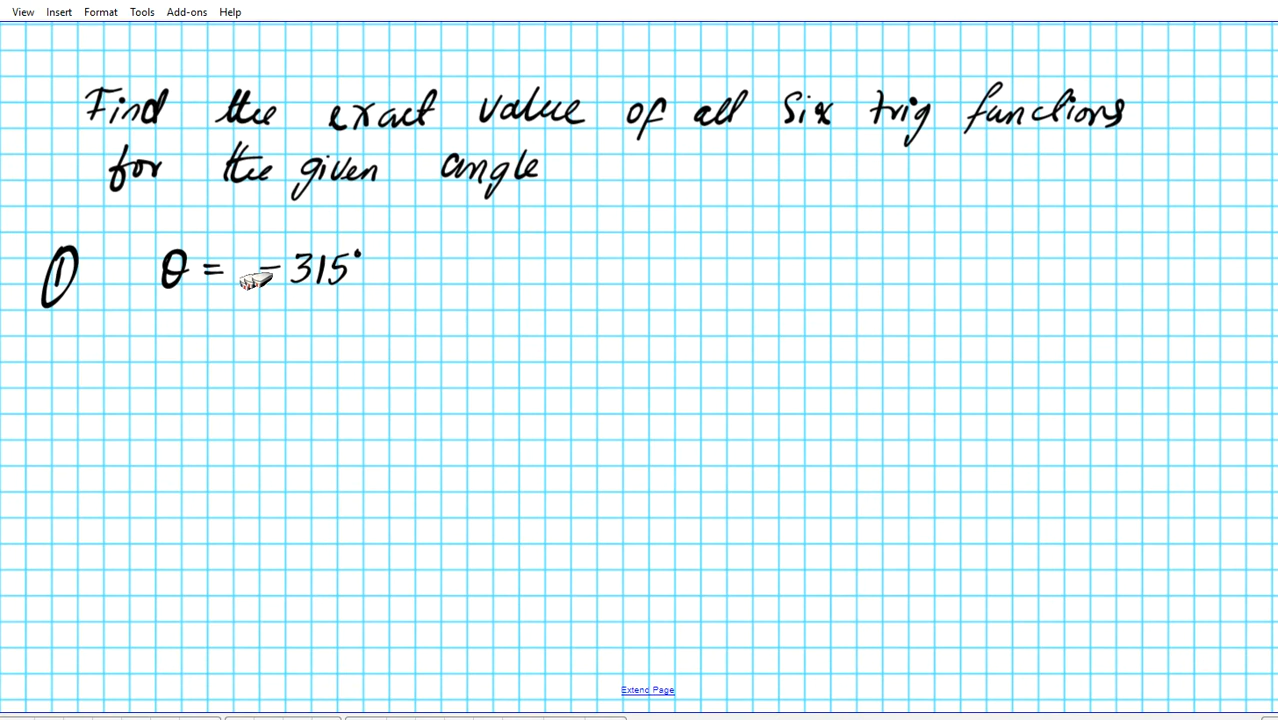 View Insert Format Tools Add-ons Help
Find the exact value of all six trig functions
for the given angle
① θ = -315°
Extend Page